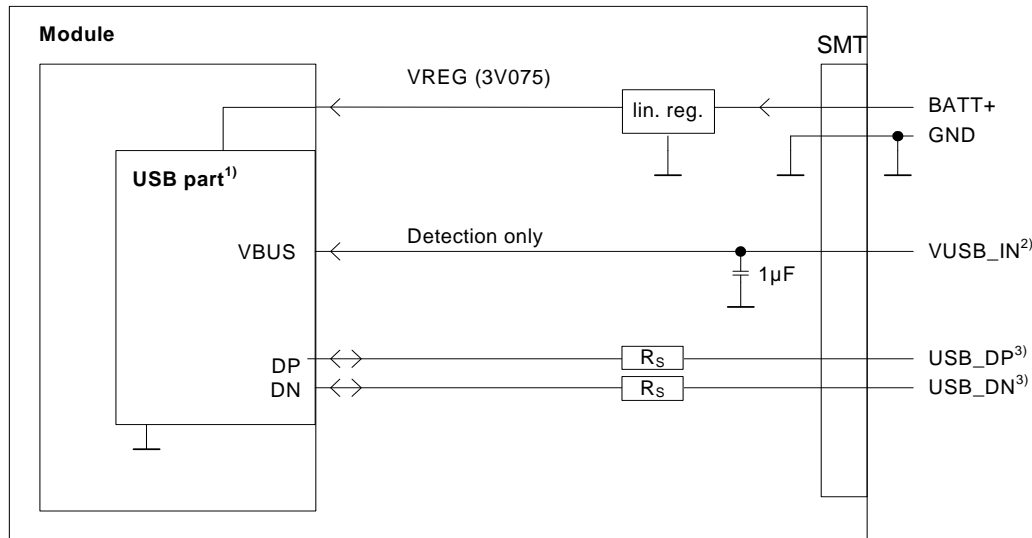 Module
SMT
VREG (3V075)
lin. reg.
BATT+
GND
USB part1)
VBUS
Detection only
VUSB_IN2)
1µF
DP
RS
USB_DP3)
DN
RS
USB_DN3)